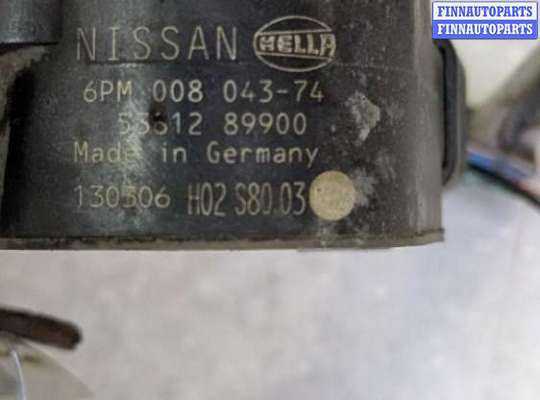 FINNAUTOPARTS
FINNAUTOPARTS
NISSAN HELLA
6PM 008 043-74
53812 89900
Made in Germany
130306 H02 S80.03